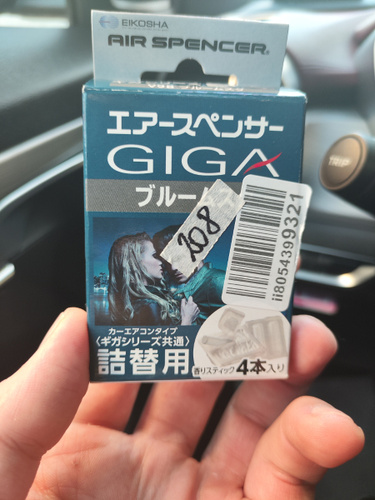 EIKOSHA
AIR SPENCER®
エアースペンサー
GIGA
ブルームス
208
ii8054399321
カーエアコンタイプ
〈ギガシリーズ共通〉
詰替用
香りスティック4本入り
TRIP